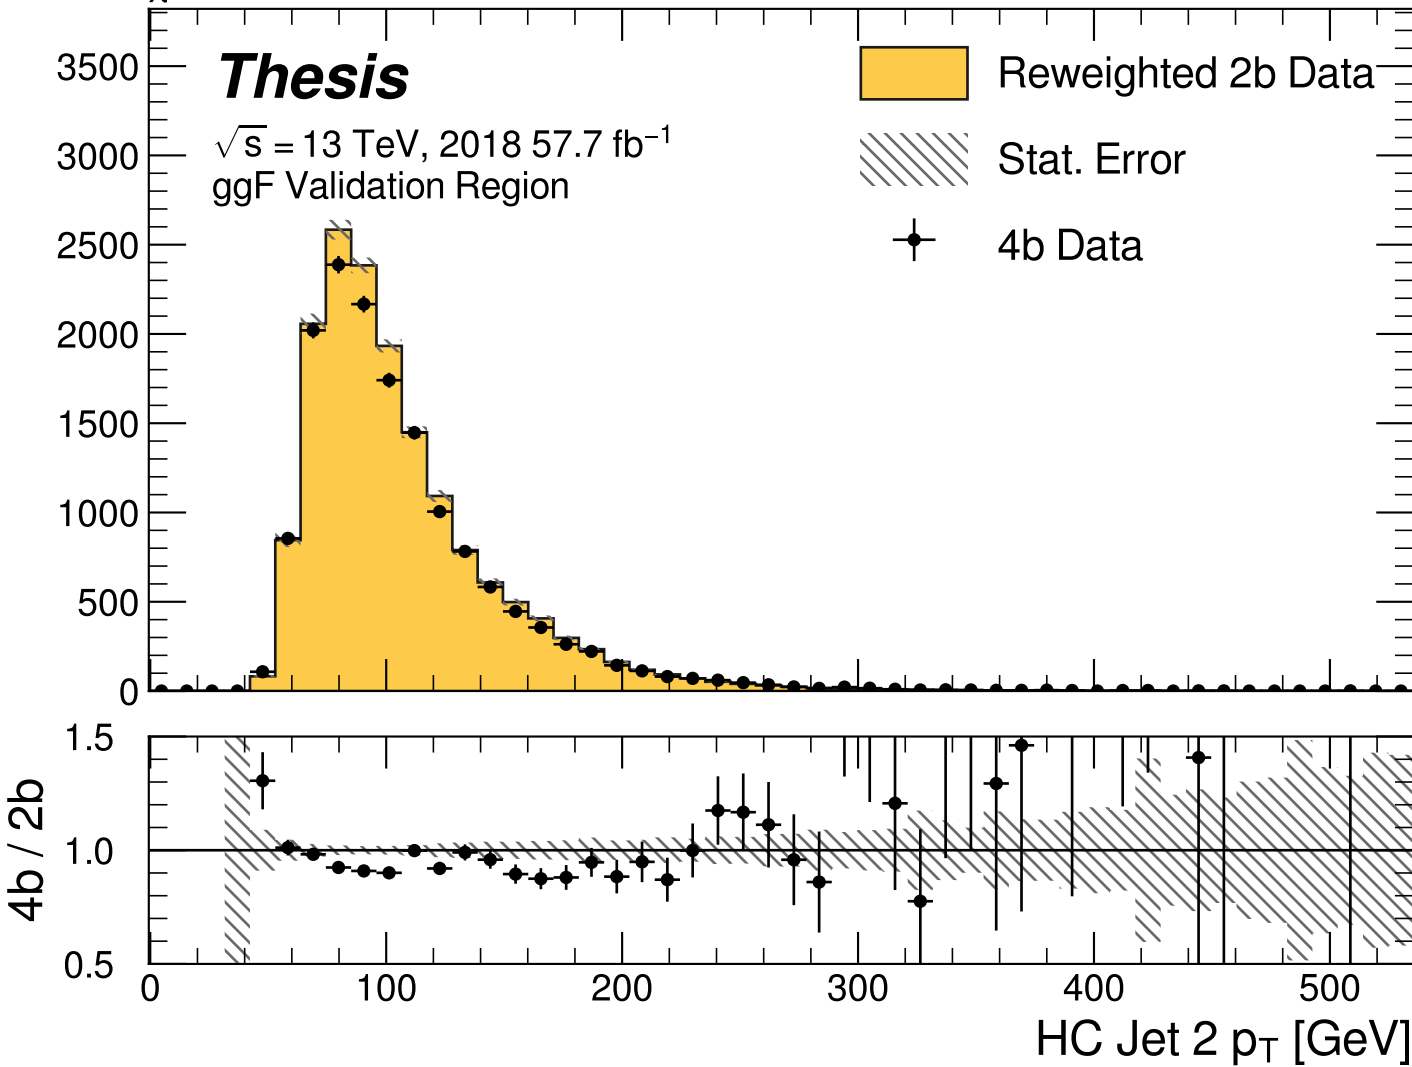 Thesis
√s = 13 TeV, 2018 57.7 fb⁻¹
ggF Validation Region
Reweighted 2b Data
Stat. Error
4b Data
3500
3000
2500
2000
1500
1000
500
0
4b / 2b
1.5
1.0
0.5
0 100 200 300 400 500
HC Jet 2 pT [GeV]